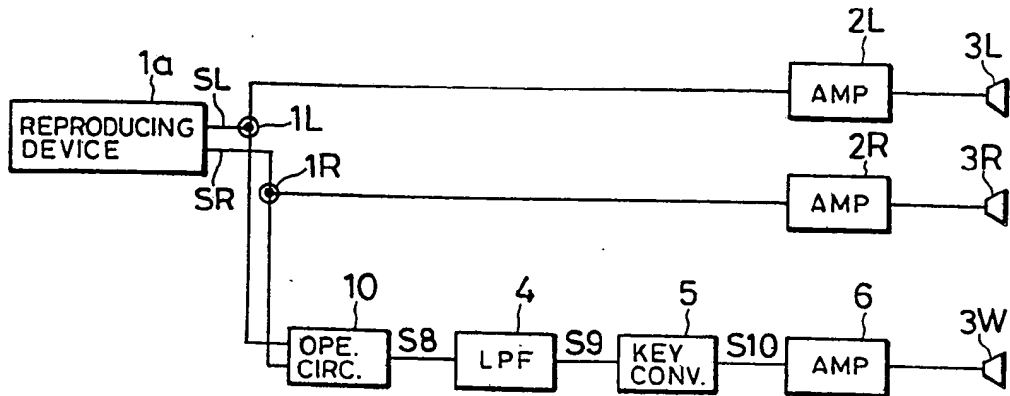 1a
SL
2L
3L
REPRODUCING
DEVICE
1L
AMP
SR
1R
2R
3R
AMP
10
4
5
6
3W
OPE.
CIRC.
S8
LPF
S9
KEY
CONV.
S10
AMP